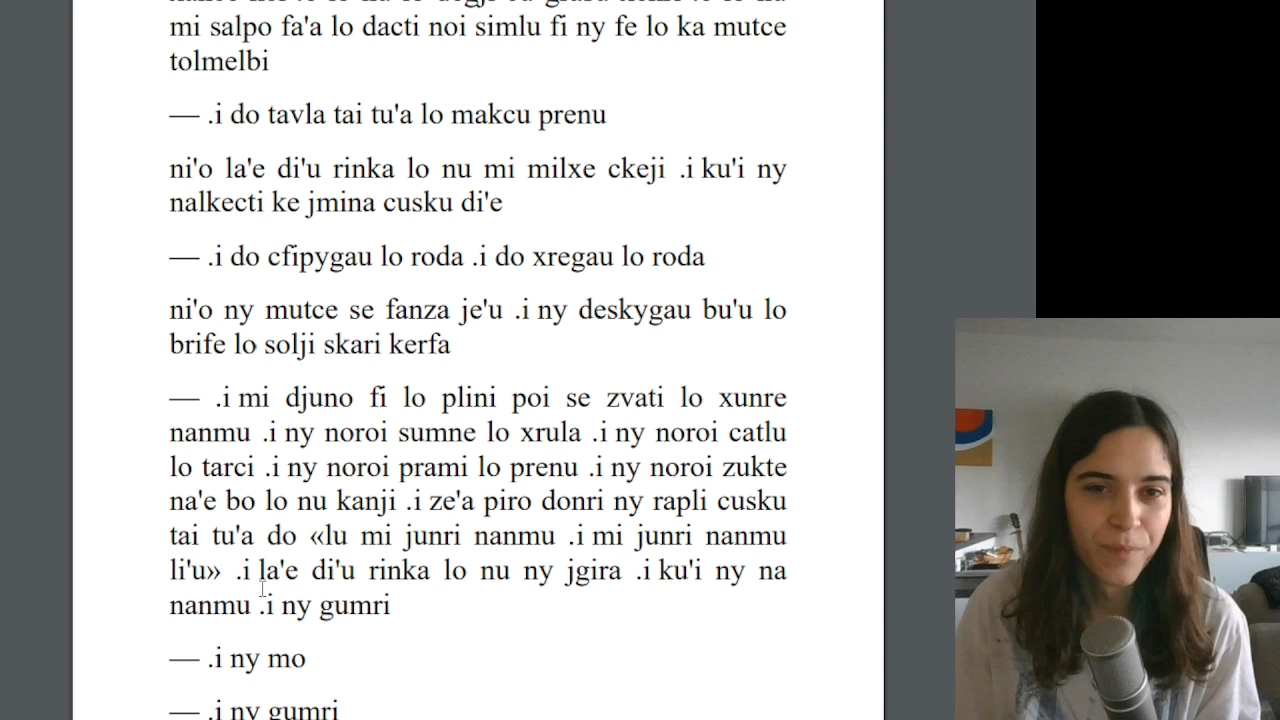 mi salpo fa'a lo dacti noi simlu fi ny fe lo ka mutce
tolmelbi
— .i do tavla tai tu'a lo makcu prenu
ni'o la'e di'u rinka lo nu mi milxe ckeji .i ku'i ny
nalkecti ke jmina cusku di'e
— .i do cfipygau lo roda .i do xregau lo roda
ni'o ny mutce se fanza je'u .i ny deskygau bu'u lo
brife lo solji skari kerfa
— .i mi djuno fi lo plini poi se zvati lo xunre
nanmu .i ny noroi sumne lo xrula .i ny noroi catlu
lo tarci .i ny noroi prami lo prenu .i ny noroi zukte
na'e bo lo nu kanji .i ze'a piro donri ny rapli cusku
tai tu'a do «lu mi junri nanmu .i mi junri nanmu
li'u» .i la'e di'u rinka lo nu ny jgira .i ku'i ny na
nanmu .i ny gumri
— .i ny mo
— .i ny gumri